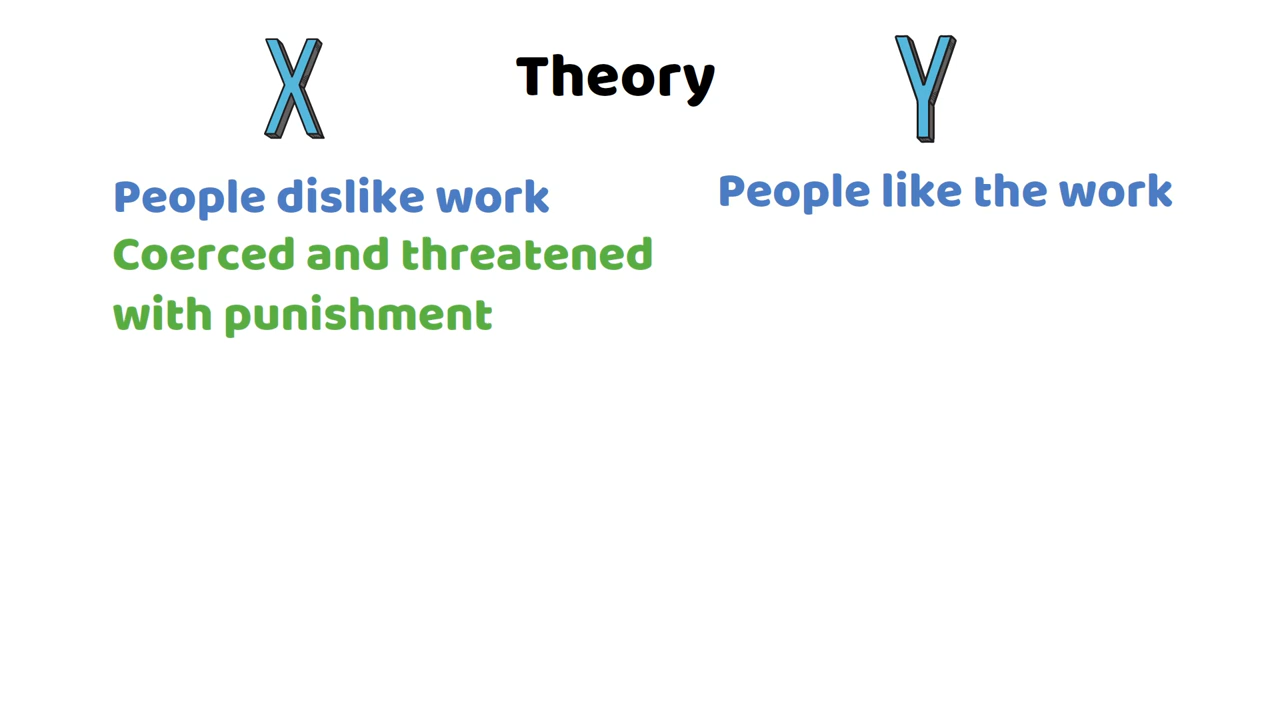 X Theory Y
People dislike work
Coerced and threatened
with punishment
People like the work